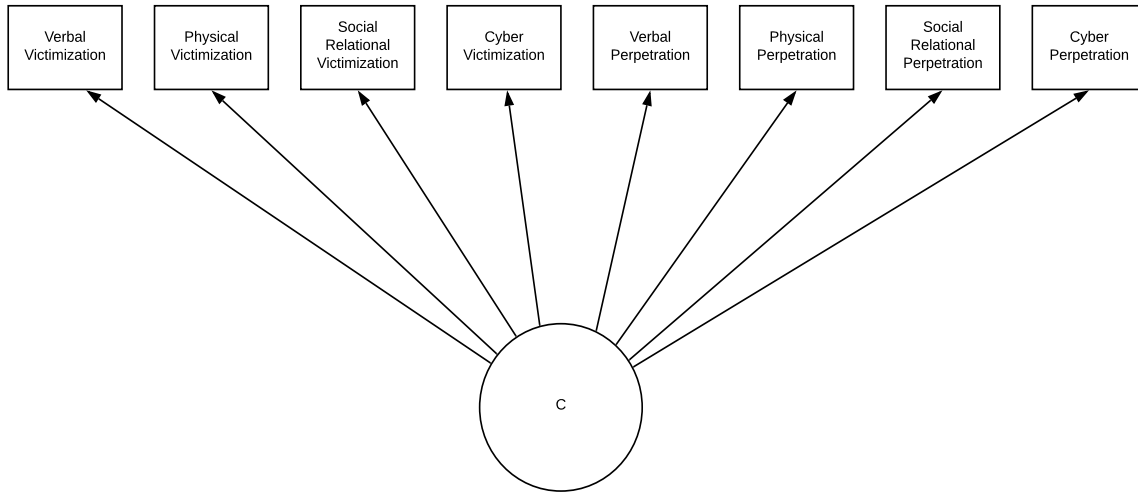 Verbal
Victimization
Physical
Victimization
Social
Relational
Victimization
Cyber
Victimization
Verbal
Perpetration
Physical
Perpetration
Social
Relational
Perpetration
Cyber
Perpetration
C